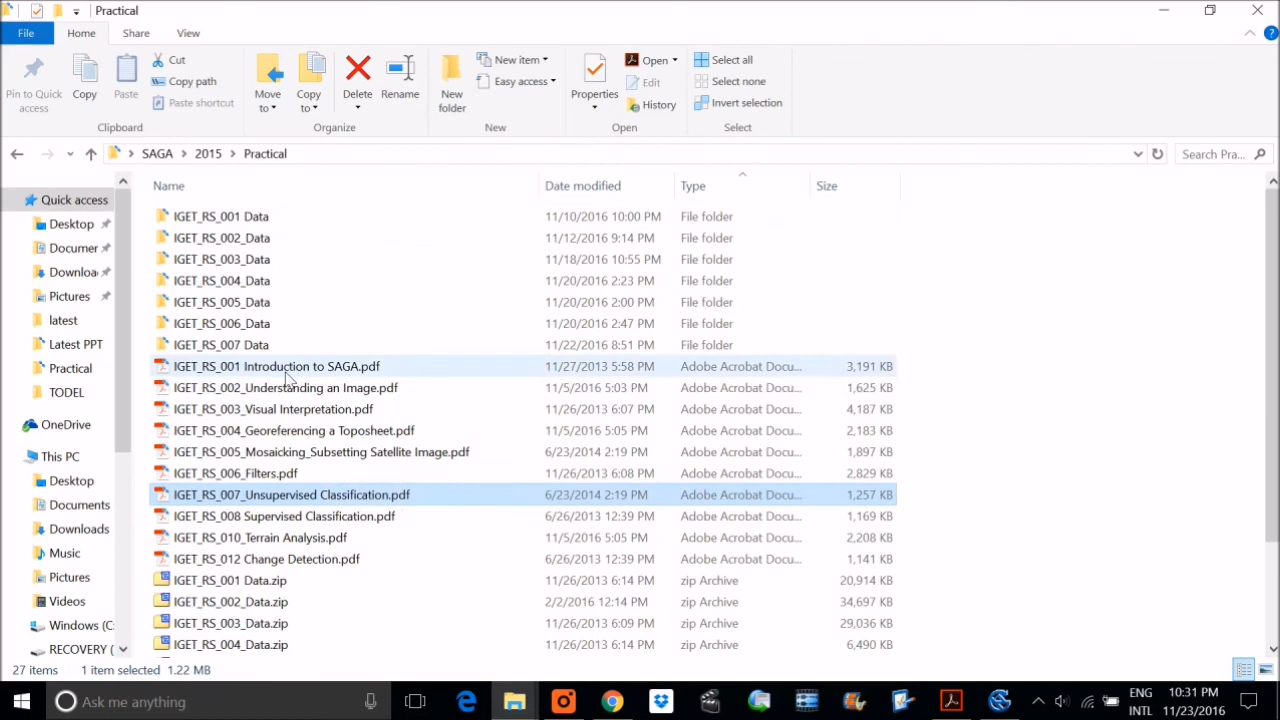 Practical
File Home Share View
Pin to Quick access
Copy
Paste
Cut
Copy path
Paste shortcut
Clipboard
Move to
Copy to
Delete
Rename
Organize
New folder
New item
Easy access
New
Properties
Open
Edit
History
Open
Select all
Select none
Invert selection
Select
SAGA > 2015 > Practical
Search Pra...
Quick access
Desktop
Documer
Downloa
Pictures
latest
Latest PPT
Practical
TODEL
OneDrive
This PC
Desktop
Documents
Downloads
Music
Pictures
Videos
Windows (C:
RECOVERY (
Name Date modified Type Size
IGET_RS_001 Data 11/10/2016 10:00 PM File folder
IGET_RS_002_Data 11/12/2016 9:14 PM File folder
IGET_RS_003_Data 11/18/2016 10:55 PM File folder
IGET_RS_004_Data 11/20/2016 2:23 PM File folder
IGET_RS_005_Data 11/20/2016 2:00 PM File folder
IGET_RS_006_Data 11/20/2016 2:47 PM File folder
IGET_RS_007 Data 11/22/2016 8:51 PM File folder
IGET_RS_001 Introduction to SAGA.pdf 11/27/2013 5:58 PM Adobe Acrobat Docu... 3,191 KB
IGET_RS_002_Understanding an Image.pdf 11/5/2016 5:03 PM Adobe Acrobat Docu... 1,625 KB
IGET_RS_003_Visual Interpretation.pdf 11/26/2013 6:07 PM Adobe Acrobat Docu... 4,187 KB
IGET_RS_004_Georeferencing a Toposheet.pdf 11/5/2016 5:05 PM Adobe Acrobat Docu... 2,183 KB
IGET_RS_005_Mosaicking_Subsetting Satellite Image.pdf 6/23/2014 2:19 PM Adobe Acrobat Docu... 1,897 KB
IGET_RS_006_Filters.pdf 11/26/2013 6:08 PM Adobe Acrobat Docu... 2,829 KB
IGET_RS_007_Unsupervised Classification.pdf 6/23/2014 2:19 PM Adobe Acrobat Docu... 1,257 KB
IGET_RS_008 Supervised Classification.pdf 6/26/2013 12:39 PM Adobe Acrobat Docu... 1,169 KB
IGET_RS_010_Terrain Analysis.pdf 11/5/2016 5:05 PM Adobe Acrobat Docu... 2,208 KB
IGET_RS_012 Change Detection.pdf 6/26/2013 12:39 PM Adobe Acrobat Docu... 1,141 KB
IGET_RS_001 Data.zip 11/26/2013 6:14 PM zip Archive 20,914 KB
IGET_RS_002_Data.zip 2/2/2016 12:14 PM zip Archive 34,697 KB
IGET_RS_003_Data.zip 11/26/2013 6:09 PM zip Archive 29,036 KB
IGET_RS_004_Data.zip 11/26/2013 6:14 PM zip Archive 6,490 KB
27 items 1 item selected 1.22 MB
Ask me anything
ENG 10:31 PM
INTL 11/23/2016